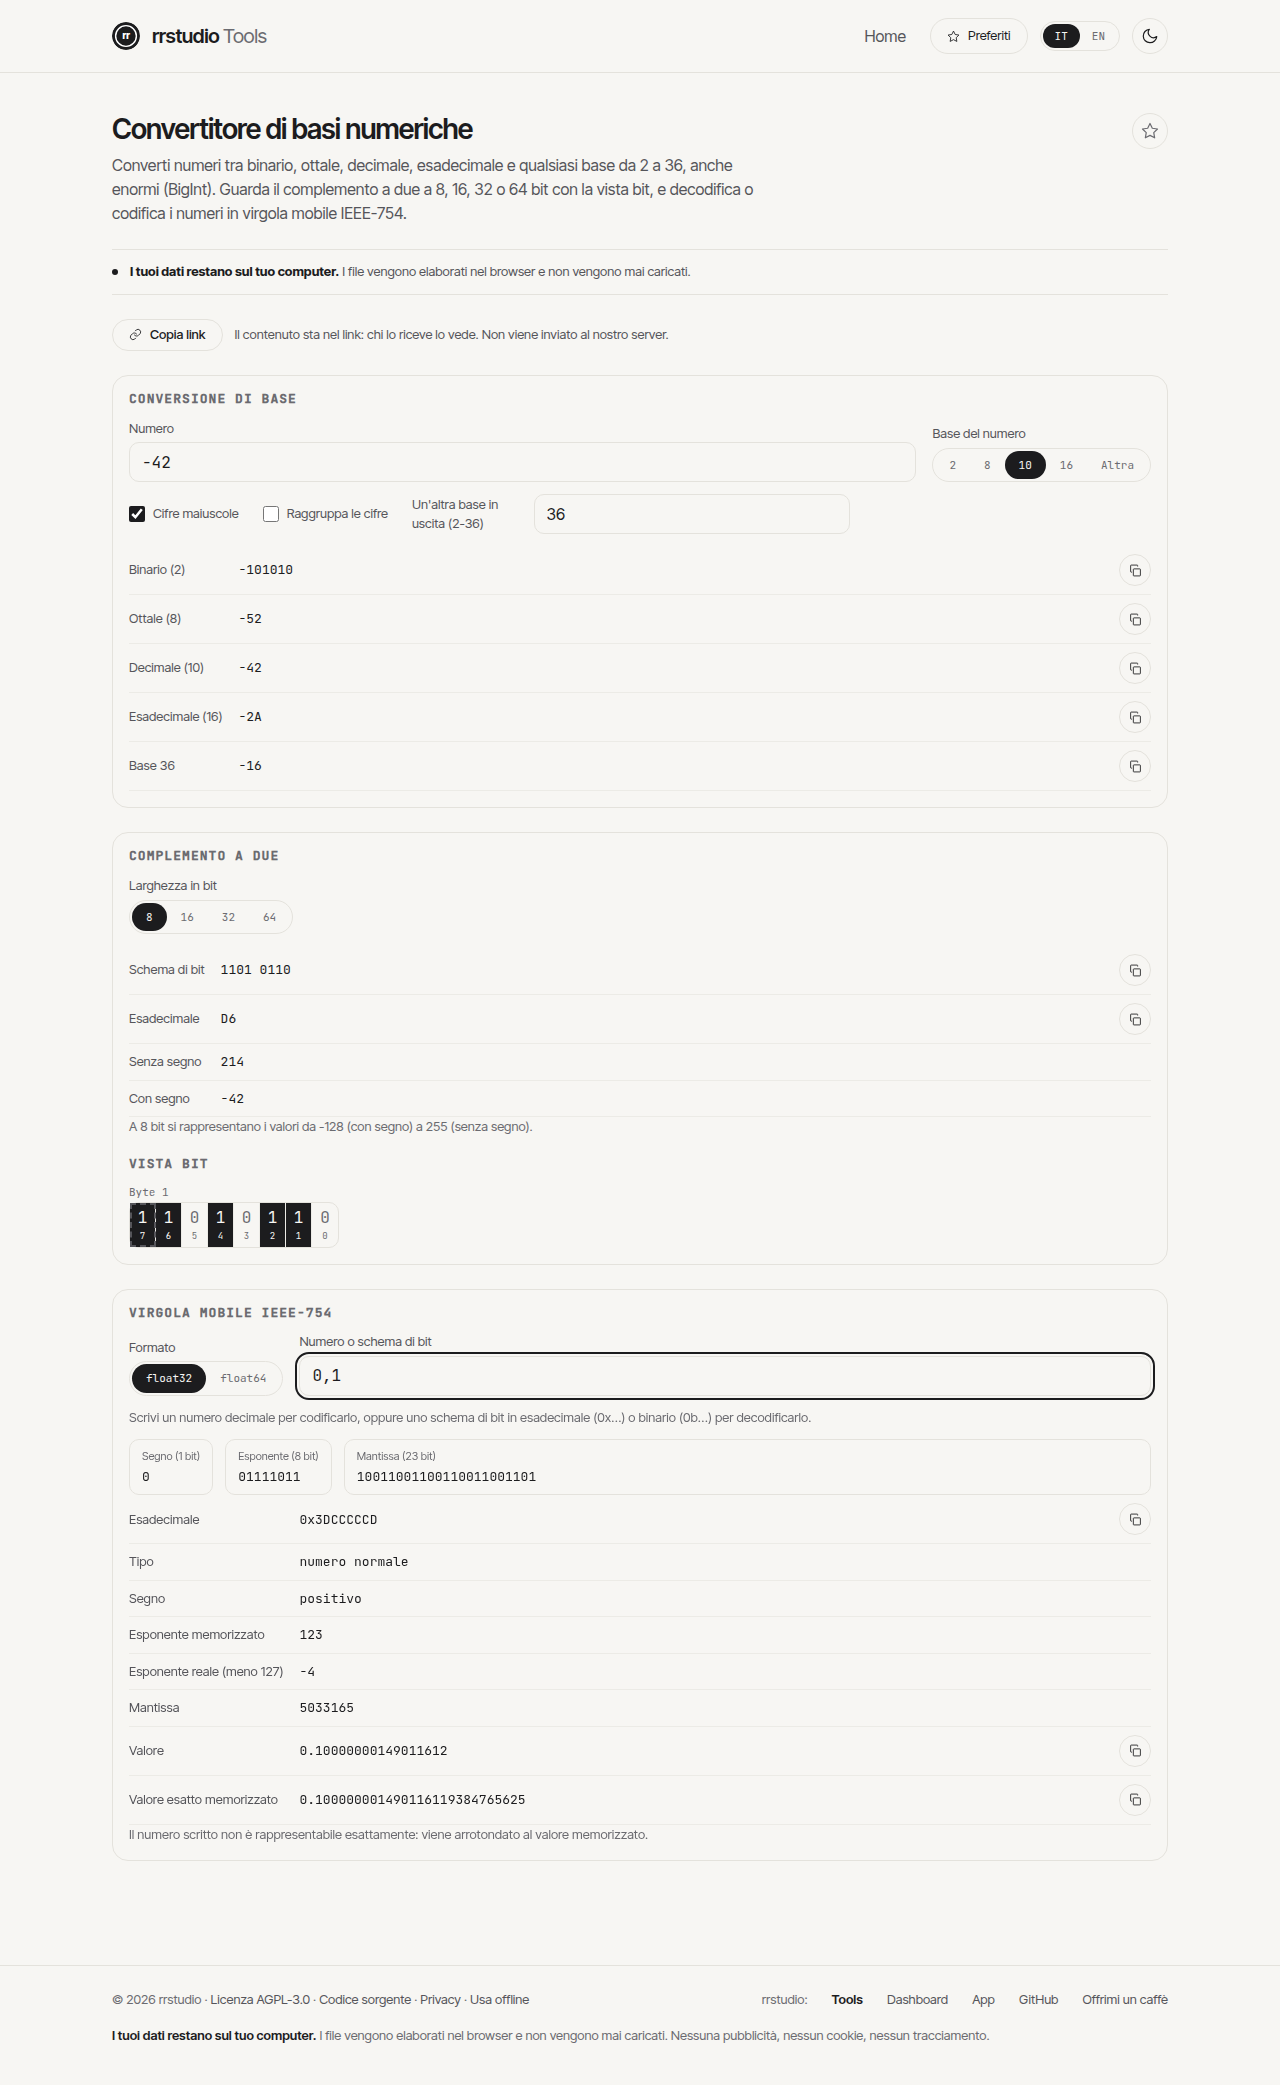 rr rrstudio Tools
Home
Preferiti
IT EN
Convertitore di basi numeriche
Converti numeri tra binario, ottale, decimale, esadecimale e qualsiasi base da 2 a 36, anche
enormi (BigInt). Guarda il complemento a due a 8, 16, 32 o 64 bit con la vista bit, e decodifica o
codifica i numeri in virgola mobile IEEE-754.
I tuoi dati restano sul tuo computer. I file vengono elaborati nel browser e non vengono mai caricati.
Copia link
Il contenuto sta nel link: chi lo riceve lo vede. Non viene inviato al nostro server.
CONVERSIONE DI BASE
Numero
-42
Base del numero
2 8 10 16 Altra
Cifre maiuscole
Raggruppa le cifre
Un'altra base in
uscita (2-36)
36
Binario (2) -101010
Ottale (8) -52
Decimale (10) -42
Esadecimale (16) -2A
Base 36 -16
COMPLEMENTO A DUE
Larghezza in bit
8 16 32 64
Schema di bit 1101 0110
Esadecimale D6
Senza segno 214
Con segno -42
A 8 bit si rappresentano i valori da -128 (con segno) a 255 (senza segno).
VISTA BIT
Byte 1
1 1 0 1 0 1 1 0
7 6 5 4 3 2 1 0
VIRGOLA MOBILE IEEE-754
Formato
float32 float64
Numero o schema di bit
0,1
Scrivi un numero decimale per codificarlo, oppure uno schema di bit in esadecimale (0x…) o binario (0b…) per decodificarlo.
Segno (1 bit)
0
Esponente (8 bit)
01111011
Mantissa (23 bit)
10011001100110011001101
Esadecimale 0x3DCCCCCD
Tipo numero normale
Segno positivo
Esponente memorizzato 123
Esponente reale (meno 127) -4
Mantissa 5033165
Valore 0.10000000149011612
Valore esatto memorizzato 0.100000001490116119384765625
Il numero scritto non è rappresentabile esattamente: viene arrotondato al valore memorizzato.
© 2026 rrstudio · Licenza AGPL-3.0 · Codice sorgente · Privacy · Usa offline
rrstudio: Tools Dashboard App GitHub Offrimi un caffè
I tuoi dati restano sul tuo computer. I file vengono elaborati nel browser e non vengono mai caricati. Nessuna pubblicità, nessun cookie, nessun tracciamento.